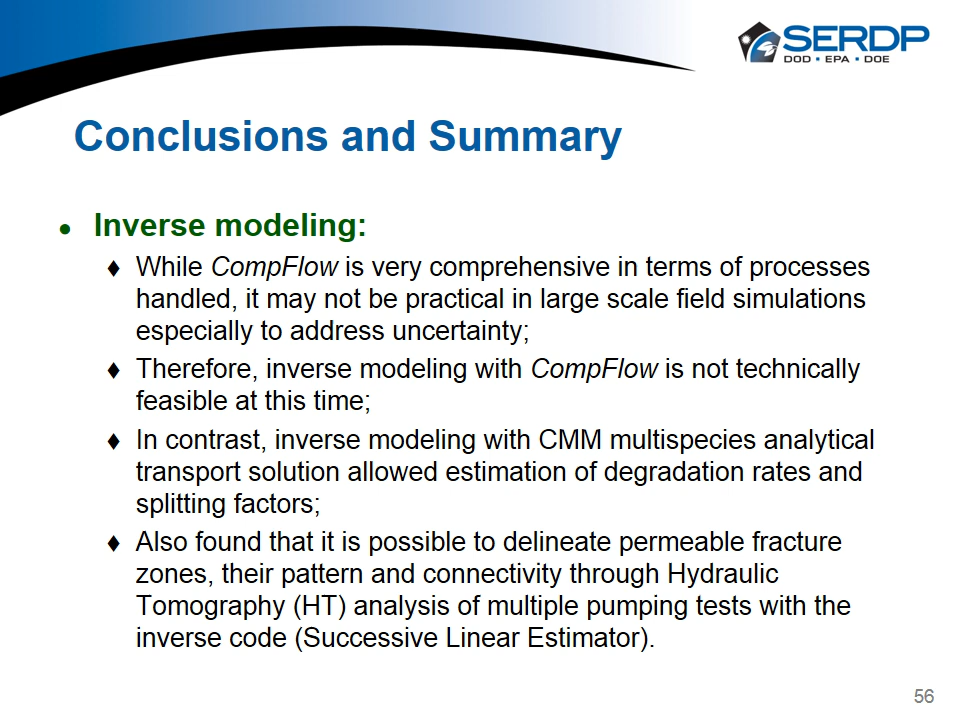 SERDP
DOD • EPA • DOE
Conclusions and Summary
● Inverse modeling:
♦ While CompFlow is very comprehensive in terms of processes
handled, it may not be practical in large scale field simulations
especially to address uncertainty;
♦ Therefore, inverse modeling with CompFlow is not technically
feasible at this time;
♦ In contrast, inverse modeling with CMM multispecies analytical
transport solution allowed estimation of degradation rates and
splitting factors;
♦ Also found that it is possible to delineate permeable fracture
zones, their pattern and connectivity through Hydraulic
Tomography (HT) analysis of multiple pumping tests with the
inverse code (Successive Linear Estimator).
56